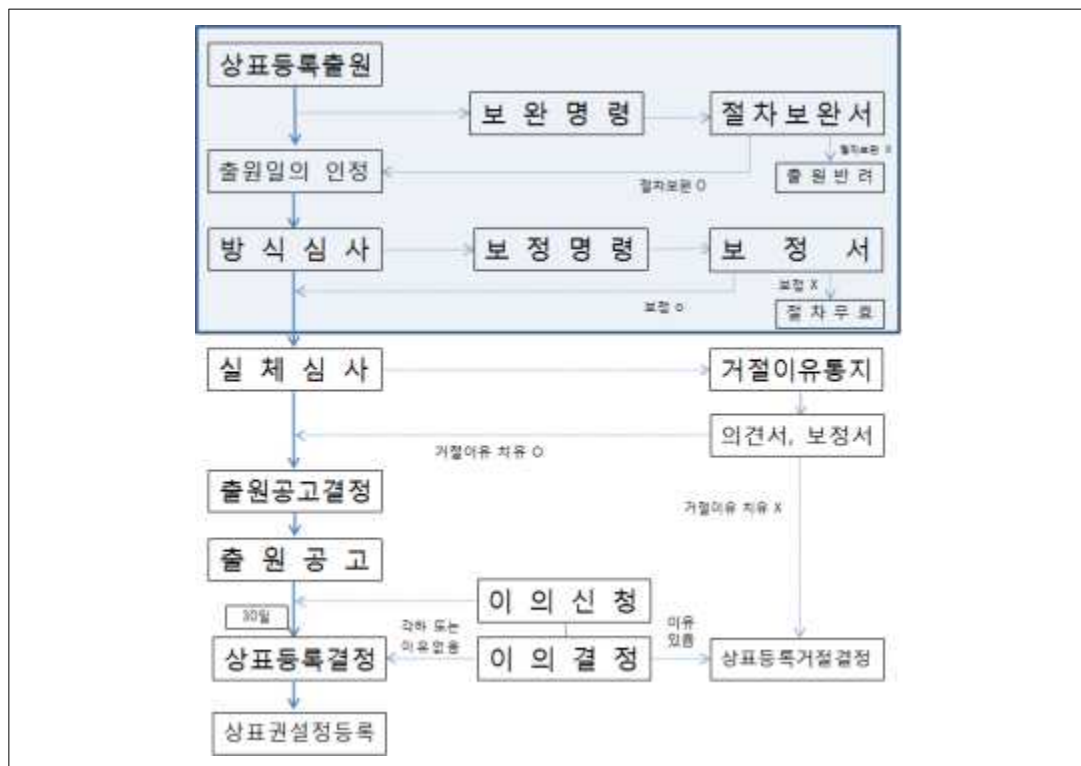 상표등록출원
보 완 명 령
절차보완서
절차보완 X
출원일의 인정
출 원 반 려
절차보완 O
방 식 심 사
보 정 명 령
보 정 서
보정 X
보정 o
절 차 무 효
실 체 심 사
거절이유통지
의견서, 보정서
거절이유 치유 O
출원공고결정
거절이유 치유 X
출 원 공 고
이 의 신 청
30일
각하 또는
이유없음
이유
있음
상표등록결정
이 의 결 정
상표등록거절결정
상표권설정등록